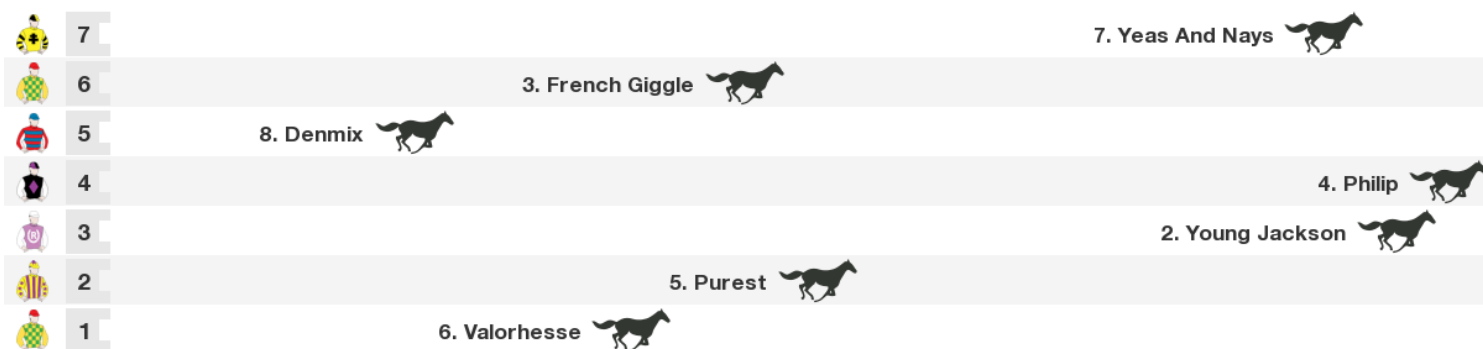 7 7. Yeas And Nays
6 3. French Giggle
5 8. Denmix
4 4. Philip
3 2. Young Jackson
2 5. Purest
1 6. Valorhesse